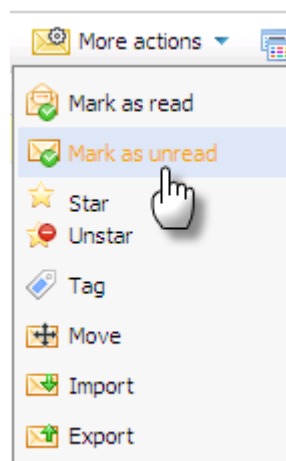 More actions
Mark as read
Mark as unread
Star
Unstar
Tag
Move
Import
Export